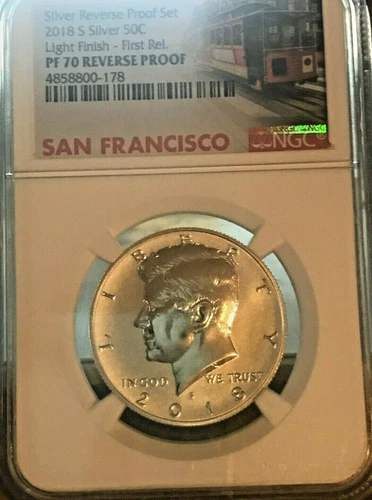 Silver Reverse Proof Set
2018 S Silver 50C
Light Finish - First Rel.
PF 70 REVERSE PROOF
4858800-178
SAN FRANCISCO
NGC
LIBERTY
IN GOD WE TRUST
S
2018